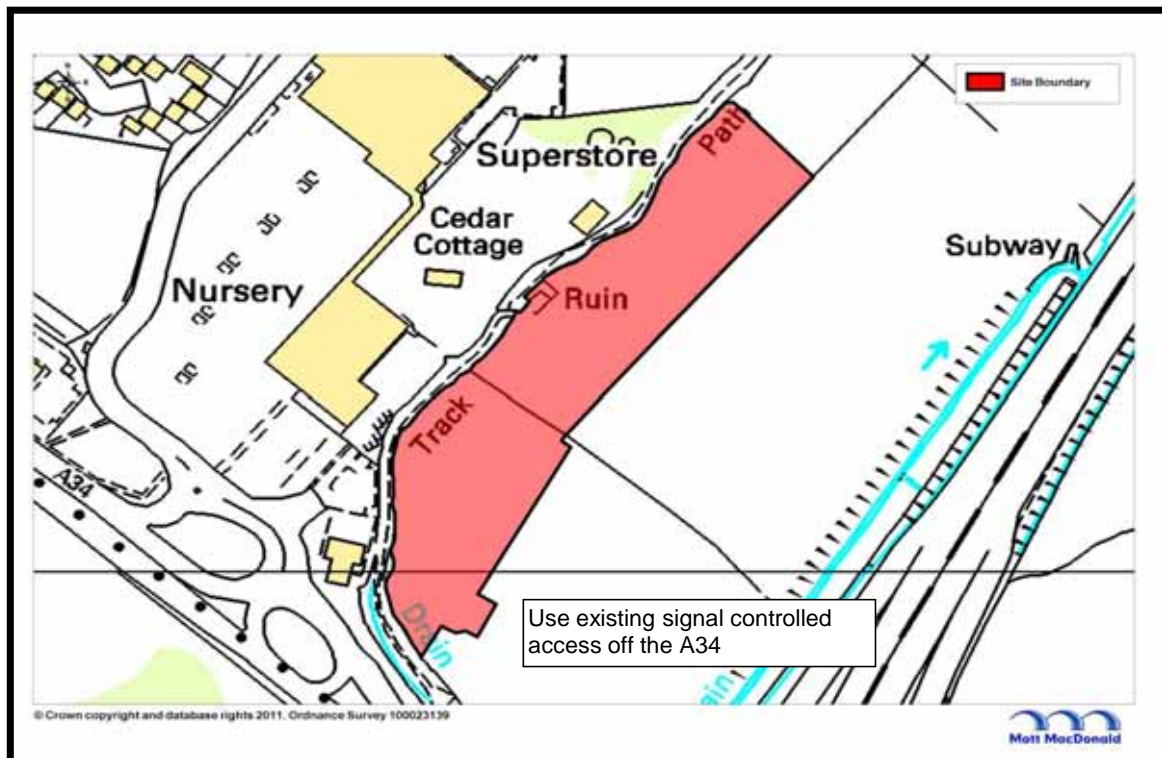 Site Boundary
Path
Superstore
Cedar
Cottage
Subway
Nursery
Ruin
Track
A34
Drain
Use existing signal controlled
access off the A34
ain
© Crown copyright and database rights 2011. Ordnance Survey 100023139
Mott MacDonald